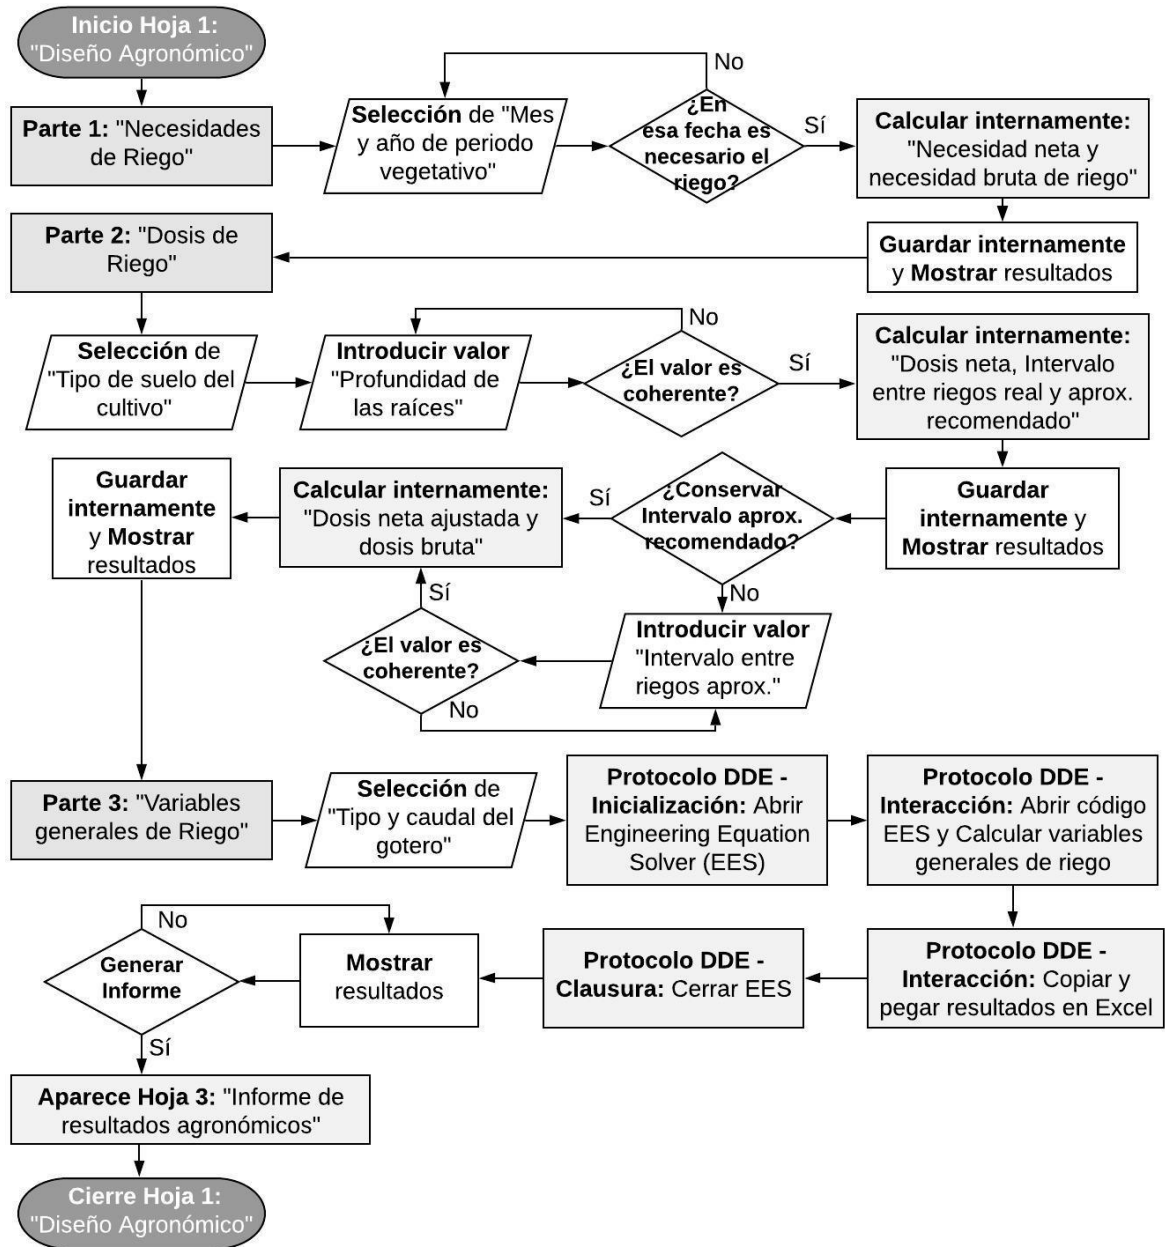 Inicio Hoja 1:
"Diseño Agronómico"
Parte 1: "Necesidades
de Riego"
Selección de "Mes
y año de periodo
vegetativo"
No
¿En
esa fecha es
necesario el
riego?
Sí
Calcular internamente:
"Necesidad neta y
necesidad bruta de riego"
Guardar internamente
y Mostrar resultados
Parte 2: "Dosis de
Riego"
Selección de
"Tipo de suelo del
cultivo"
Introducir valor
"Profundidad de
las raíces"
No
¿El valor es
coherente?
Sí
Calcular internamente:
"Dosis neta, Intervalo
entre riegos real y aprox.
recomendado"
Guardar
internamente y
Mostrar resultados
¿Conservar
Intervalo aprox.
recomendado?
Sí
No
Calcular internamente:
"Dosis neta ajustada y
dosis bruta"
Guardar
internamente
y Mostrar
resultados
Introducir valor
"Intervalo entre
riegos aprox."
Sí
¿El valor es
coherente?
No
Parte 3: "Variables
generales de Riego"
Selección de
"Tipo y caudal del
gotero"
Protocolo DDE -
Inicialización: Abrir
Engineering Equation
Solver (EES)
Protocolo DDE -
Interacción: Abrir código
EES y Calcular variables
generales de riego
Protocolo DDE -
Interacción: Copiar y
pegar resultados en Excel
Protocolo DDE -
Clausura: Cerrar EES
Mostrar
resultados
No
Generar
Informe
Sí
Aparece Hoja 3: "Informe de
resultados agronómicos"
Cierre Hoja 1:
"Diseño Agronómico"